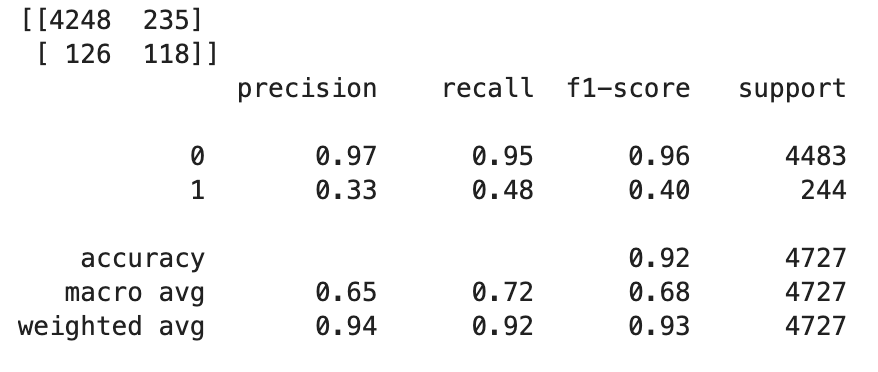 [[4248 235]
[ 126 118]]
precision recall f1-score support
0 0.97 0.95 0.96 4483
1 0.33 0.48 0.40 244
accuracy 0.92 4727
macro avg 0.65 0.72 0.68 4727
weighted avg 0.94 0.92 0.93 4727